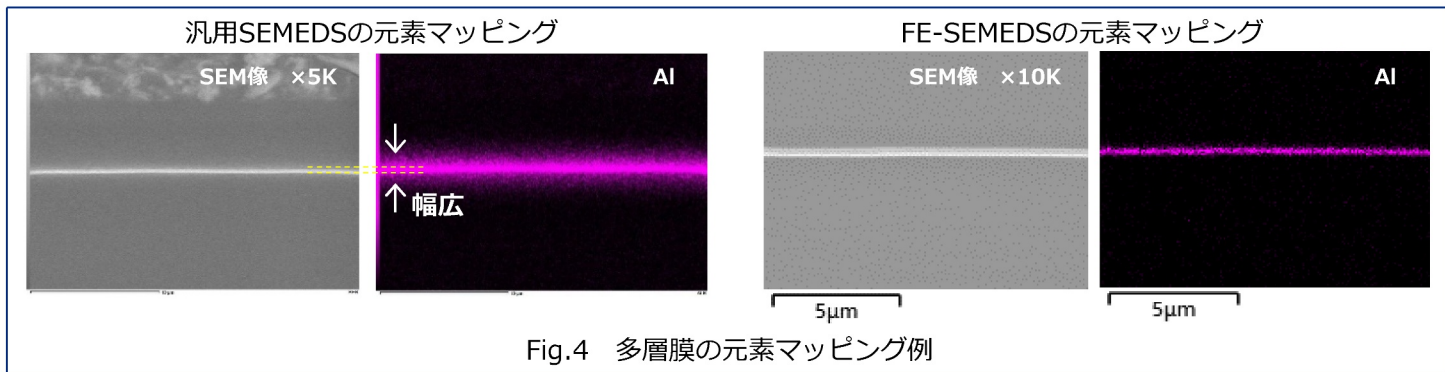 汎用SEMEDSの元素マッピング
SEM像 ×5K
Al
幅広
FE-SEMEDSの元素マッピング
SEM像 ×10K
Al
5μm
5μm
Fig.4 多層膜の元素マッピング例